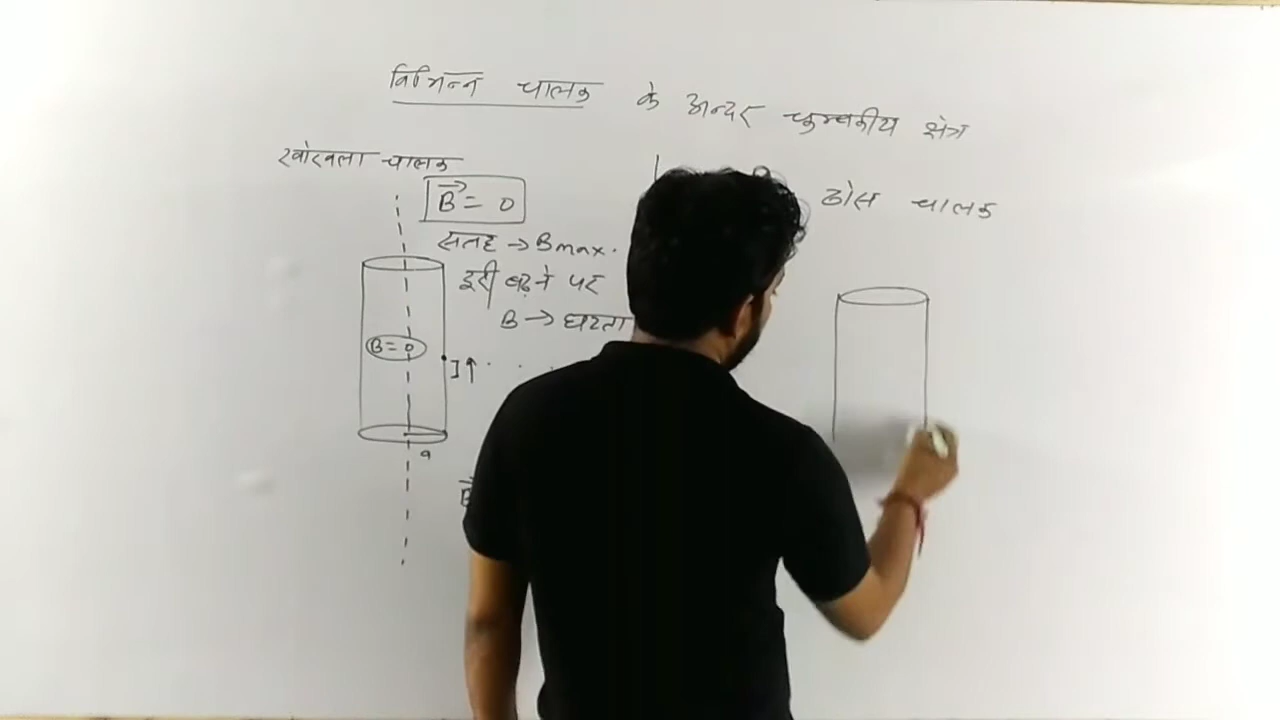 विभिन्न चालक के अन्दर चुम्बकीय क्षेत्र
खोखला चालक
B⃗ = 0
सतह → Bmax.
दूरी बढ़ने पर
B → घटता
B = 0
a
ठोस चालक